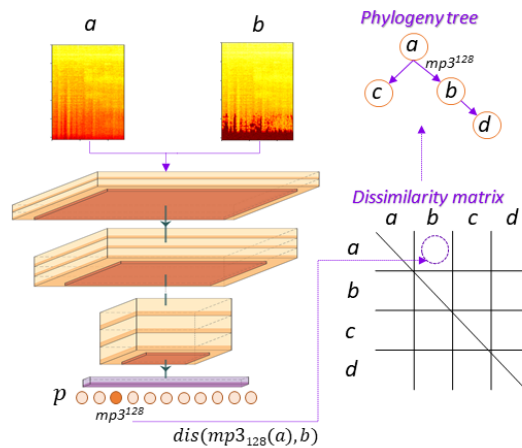 a
b
Phylogeny tree
a
mp3^128
c
b
d
Dissimilarity matrix
a b c d
a
b
c
d
p
mp3^128
dis(mp3_128(a),b)